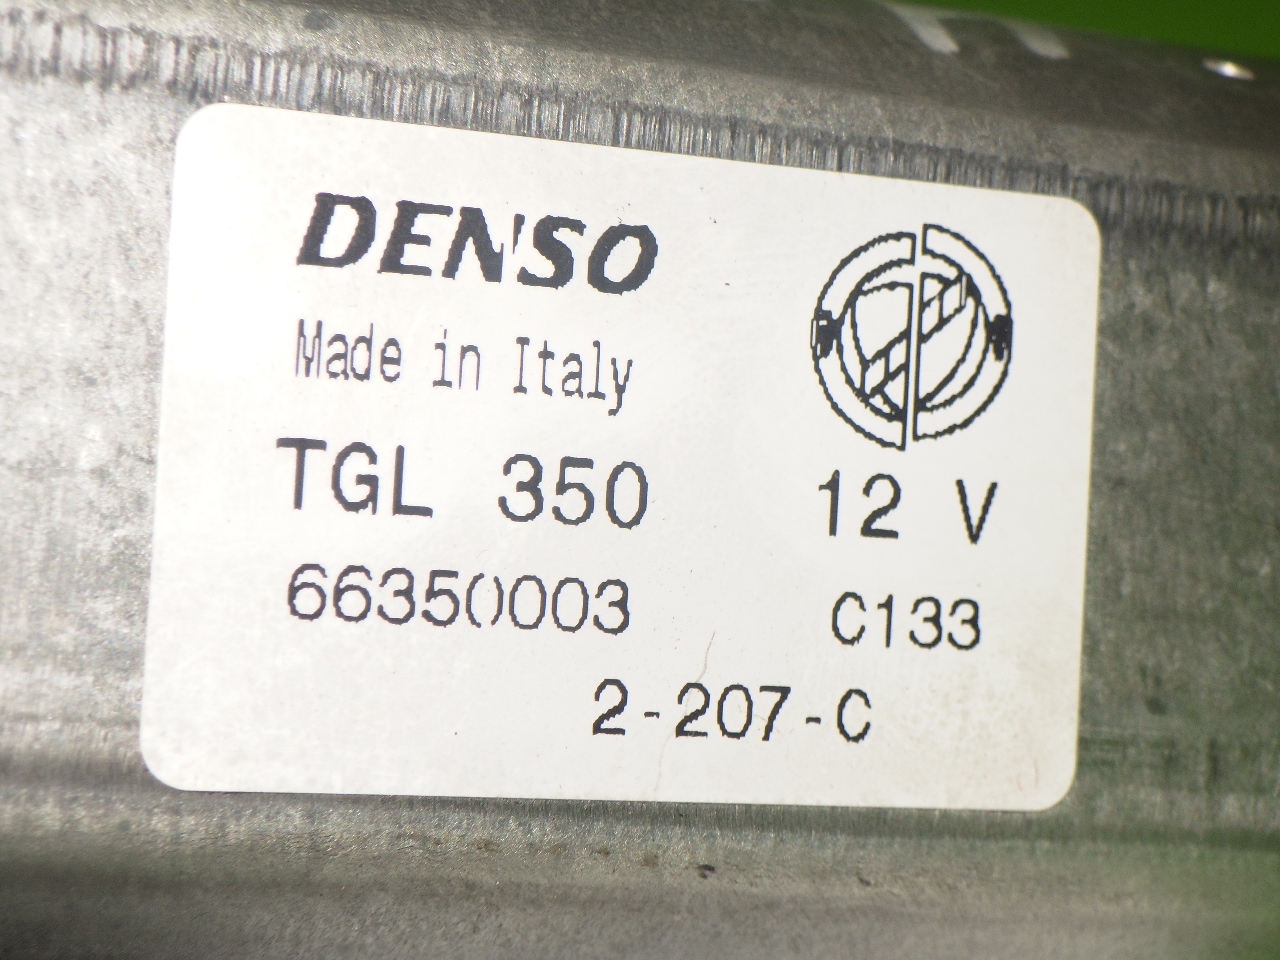 DENSO
Made in Italy
TGL 350 12 V
66350003 C133
2-207-C